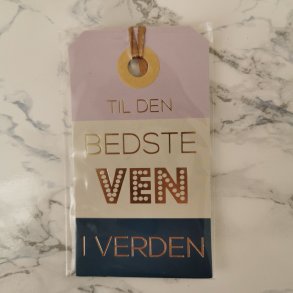 TIL DEN
BEDSTE
VEN
I VERDEN